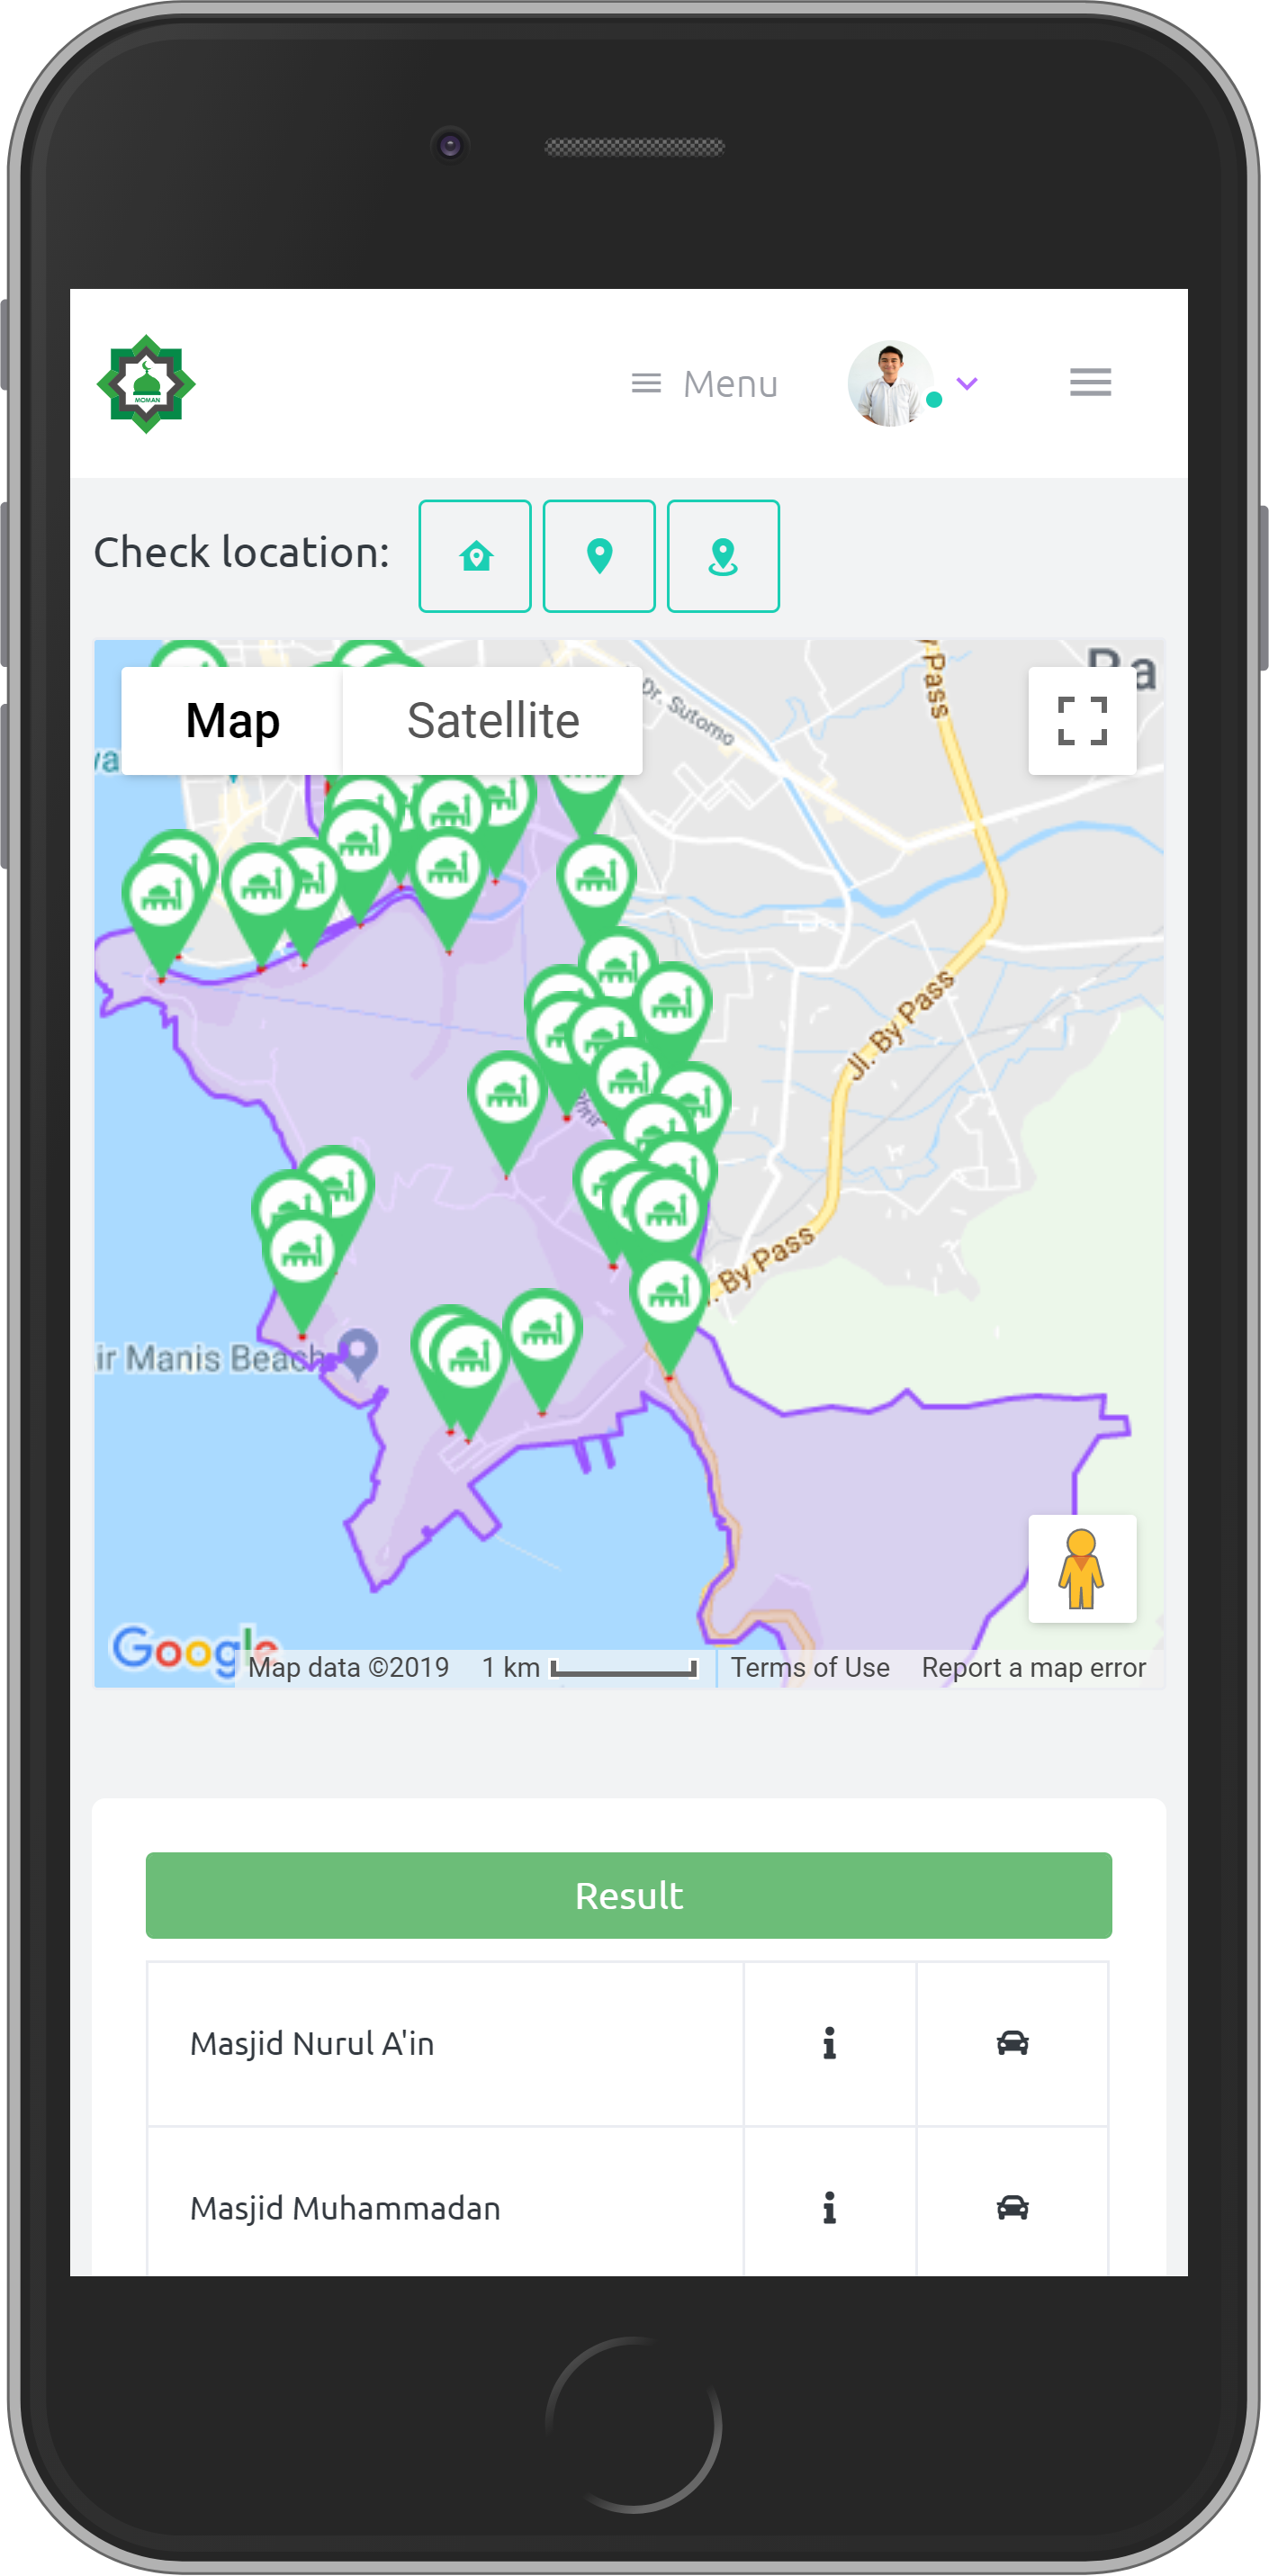 MOMAN
Menu
Check location:
Map
Satellite
Dr. Sutomo
Pass
Jl. By Pass
By Pass
ir Manis Beach
Google
Map data ©2019
1 km
Terms of Use
Report a map error
Result
Masjid Nurul A'in
Masjid Muhammadan